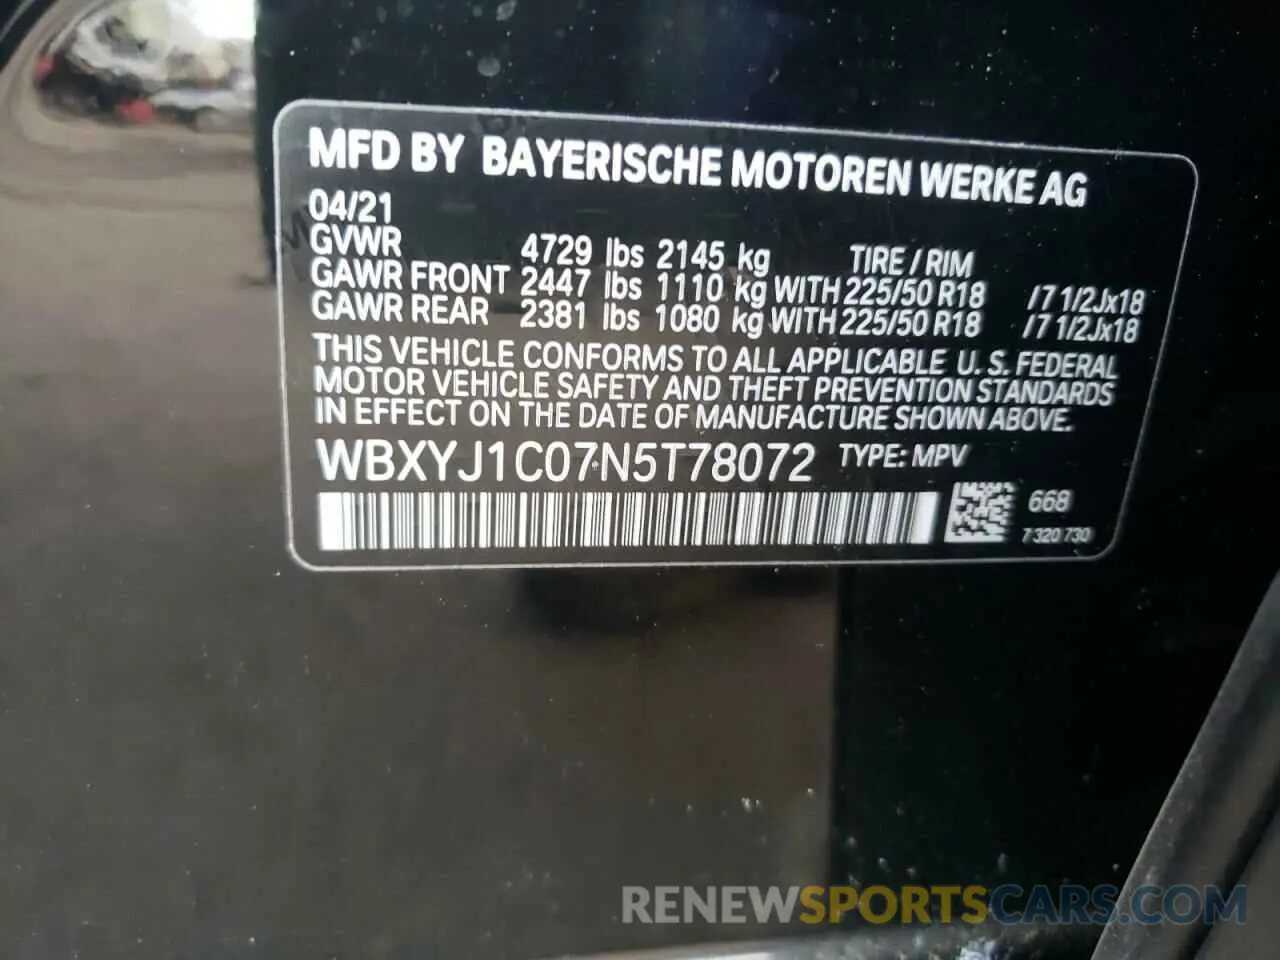 MFD BY BAYERISCHE MOTOREN WERKE AG
04/21
GVWR 4729 lbs 2145 kg TIRE / RIM
GAWR FRONT 2447 lbs 1110 kg WITH 225/50 R18 /7 1/2Jx18
GAWR REAR 2381 lbs 1080 kg WITH 225/50 R18 /7 1/2Jx18
THIS VEHICLE CONFORMS TO ALL APPLICABLE U. S. FEDERAL
MOTOR VEHICLE SAFETY AND THEFT PREVENTION STANDARDS
IN EFFECT ON THE DATE OF MANUFACTURE SHOWN ABOVE.
WBXYJ1C07N5T78072 TYPE: MPV
668
7 320 730
RENEWSPORTSCARS.COM